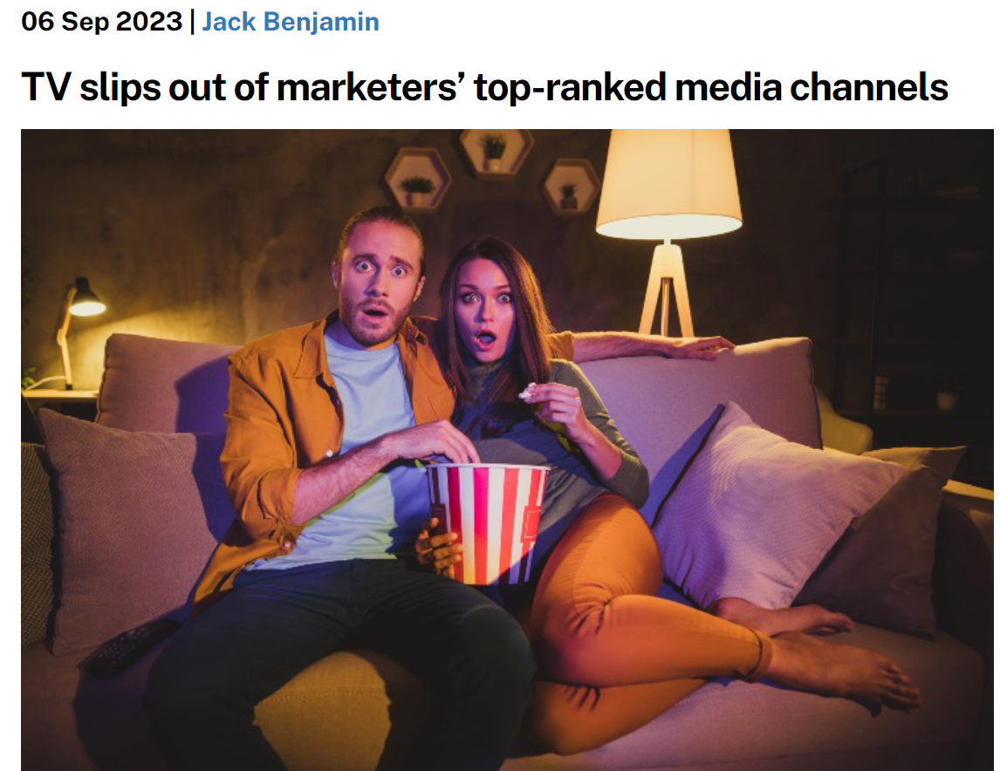 06 Sep 2023 | Jack Benjamin
TV slips out of marketers’ top-ranked media channels